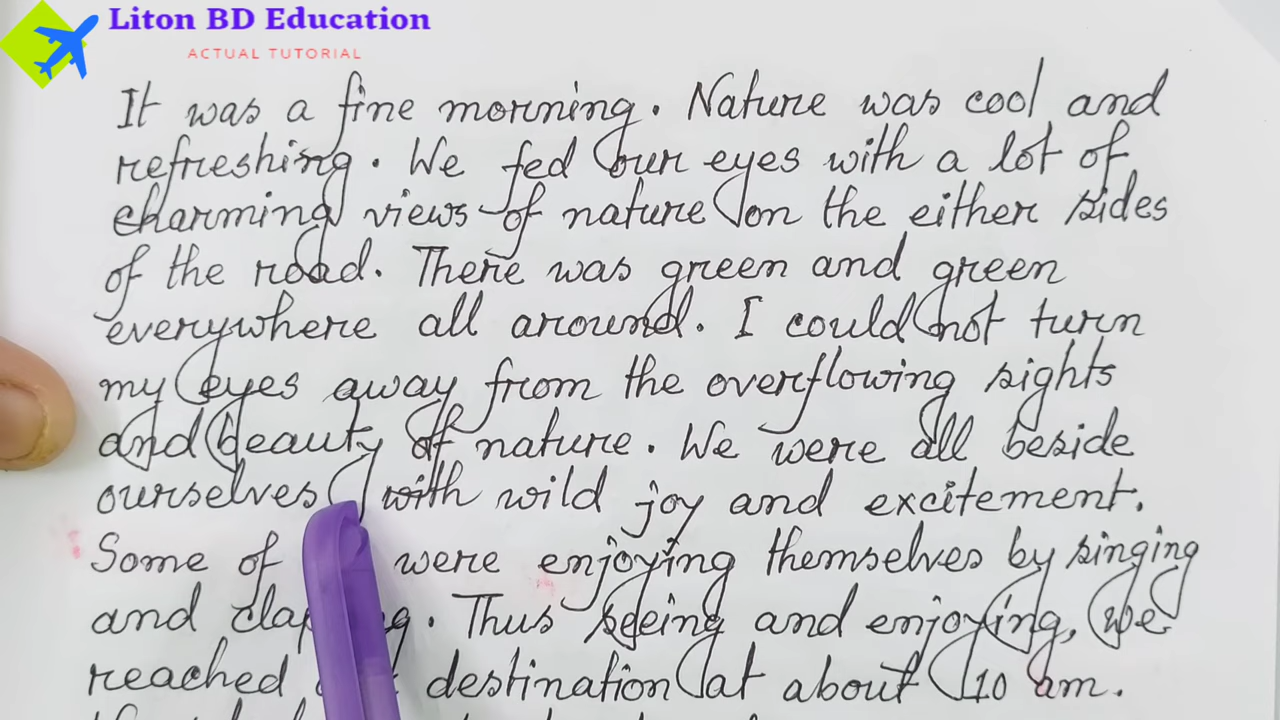 Liton BD Education
ACTUAL TUTORIAL
It was a fine morning. Nature was cool and
refreshing. We fed our eyes with a lot of
charming views of nature on the either sides
of the road. There was green and green
everywhere all around. I could not turn
my eyes away from the overflowing sights
and beauty of nature. We were all beside
ourselves with wild joy and excitement.
Some of were enjoying themselves by singing
and. Thus seeing and enjoying, we
reached destination at about 10 am.